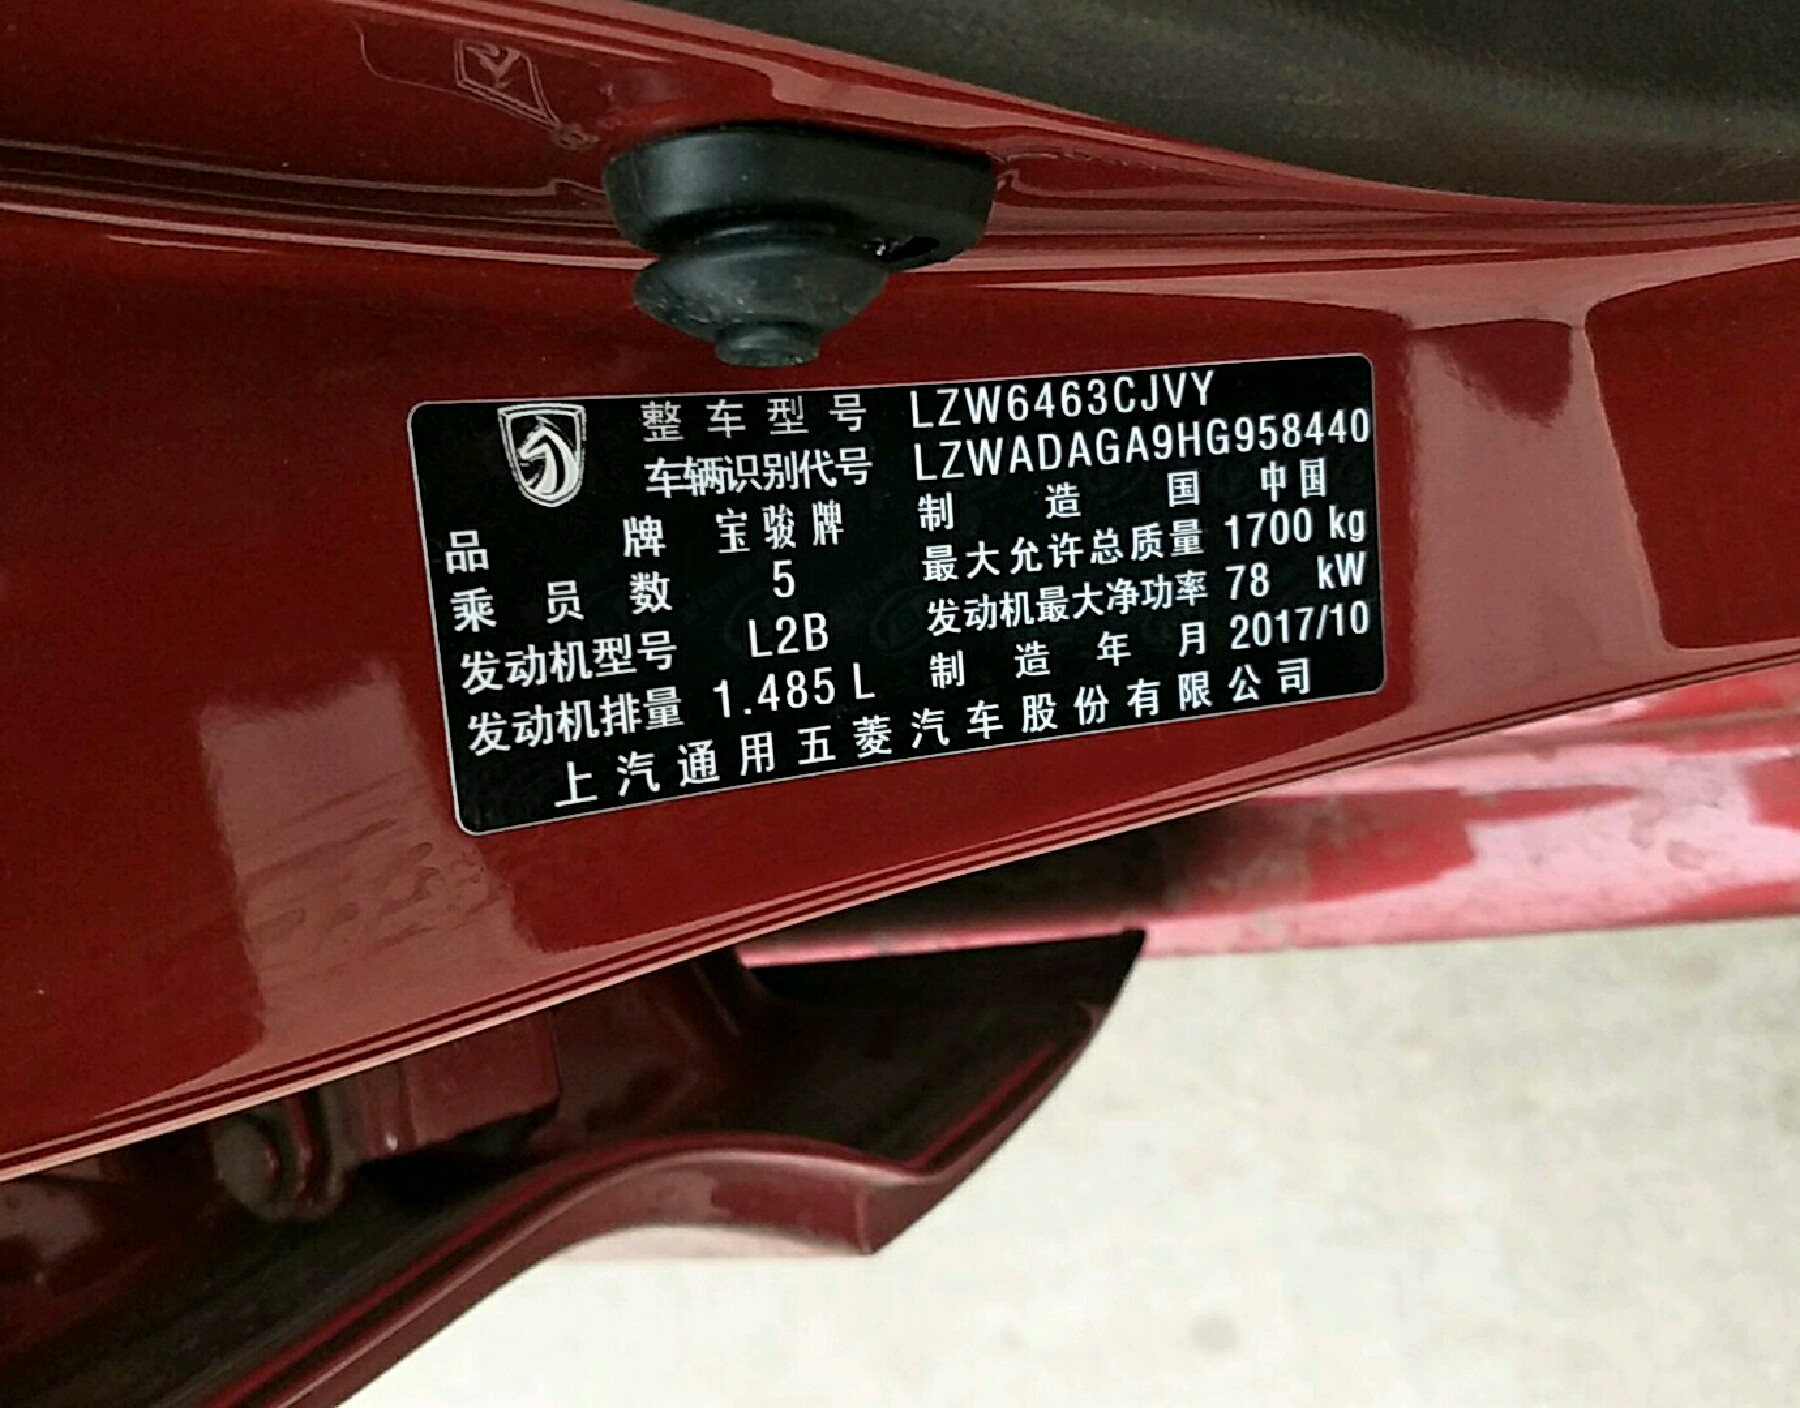 整车型号 LZW6463CJVY
车辆识别代号 LZWADAGA9HG958440
品牌 宝骏牌 制造国 中国
乘员数 5 最大允许总质量 1700 kg
发动机型号 L2B 发动机最大净功率 78 kW
发动机排量 1.485 L 制造年月 2017/10
上汽通用五菱汽车股份有限公司